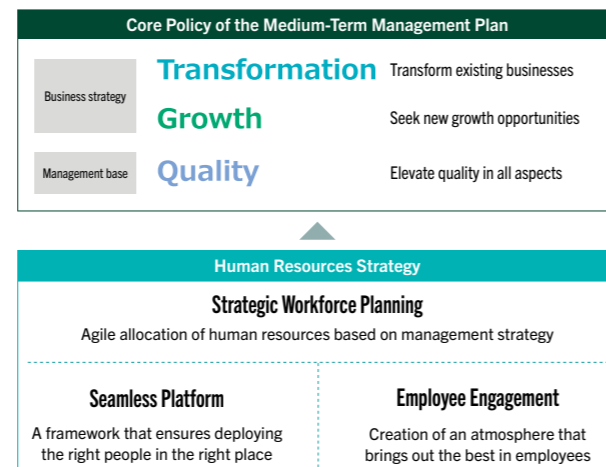 Core Policy of the Medium-Term Management Plan
Business strategy
Transformation Transform existing businesses
Growth Seek new growth opportunities
Management base
Quality Elevate quality in all aspects
Human Resources Strategy
Strategic Workforce Planning
Agile allocation of human resources based on management strategy
Seamless Platform
A framework that ensures deploying
the right people in the right place
Employee Engagement
Creation of an atmosphere that
brings out the best in employees